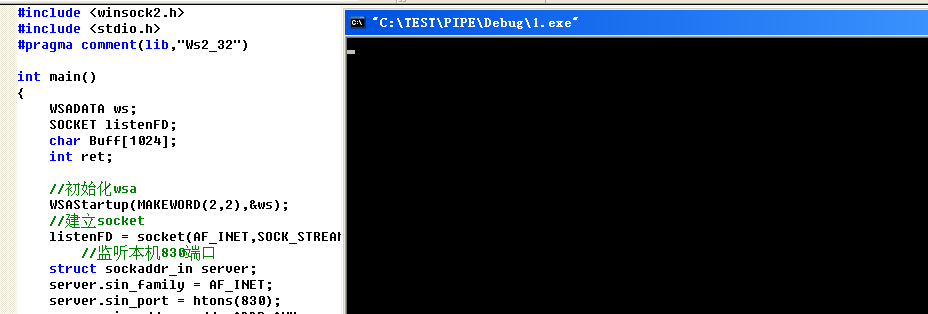 #include <winsock2.h>
#include <stdio.h>
#pragma comment(lib,"Ws2_32")
int main()
{
WSADATA ws;
SOCKET listenFD;
char Buff[1024];
int ret;
//初始化wsa
WSAStartup(MAKEWORD(2,2),&ws);
//建立socket
listenFD = socket(AF_INET,SOCK_STREAM
//监听本机830端口
struct sockaddr_in server;
server.sin_family = AF_INET;
server.sin_port = htons(830);
"C:\TEST\PIPE\Debug\1.exe"